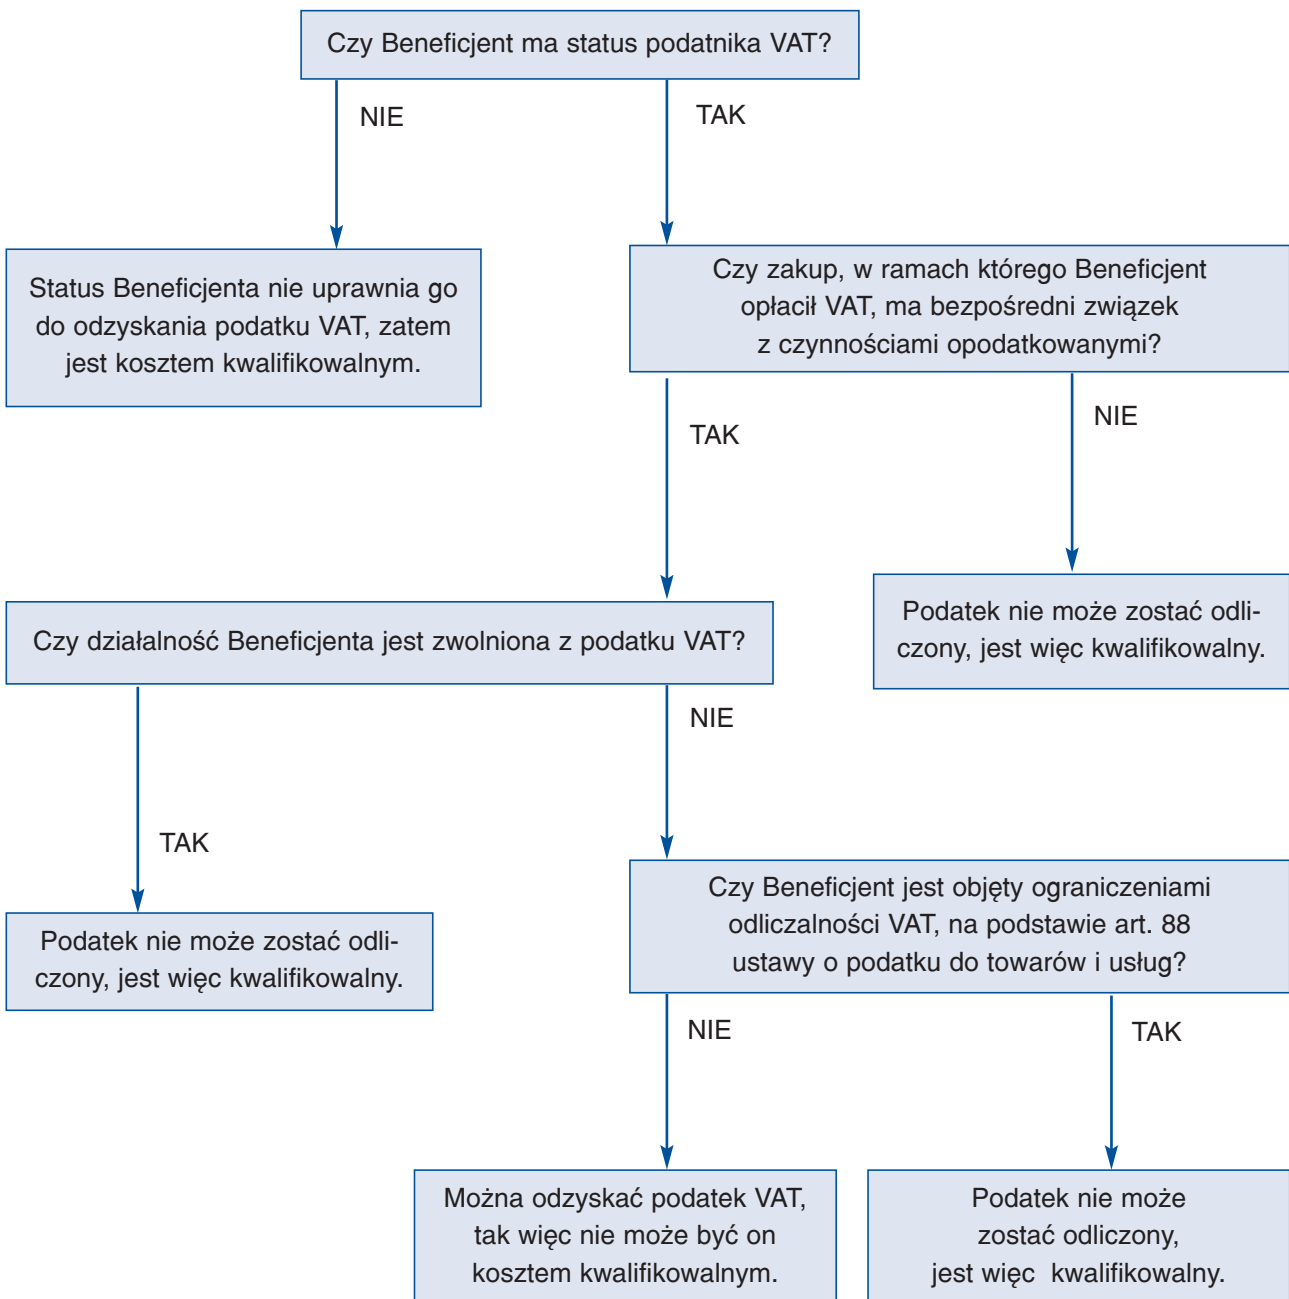 Czy Beneficjent ma status podatnika VAT?
NIE
TAK
Status Beneficjenta nie uprawnia go
do odzyskania podatku VAT, zatem
jest kosztem kwalifikowalnym.
Czy zakup, w ramach którego Beneficjent
opłacił VAT, ma bezpośredni związek
z czynnościami opodatkowanymi?
TAK
NIE
Czy działalność Beneficjenta jest zwolniona z podatku VAT?
Podatek nie może zostać odli-
czony, jest więc kwalifikowalny.
NIE
TAK
Czy Beneficjent jest objęty ograniczeniami
odliczalności VAT, na podstawie art. 88
ustawy o podatku do towarów i usług?
Podatek nie może zostać odli-
czony, jest więc kwalifikowalny.
NIE
TAK
Można odzyskać podatek VAT,
tak więc nie może być on
kosztem kwalifikowalnym.
Podatek nie może
zostać odliczony,
jest więc  kwalifikowalny.